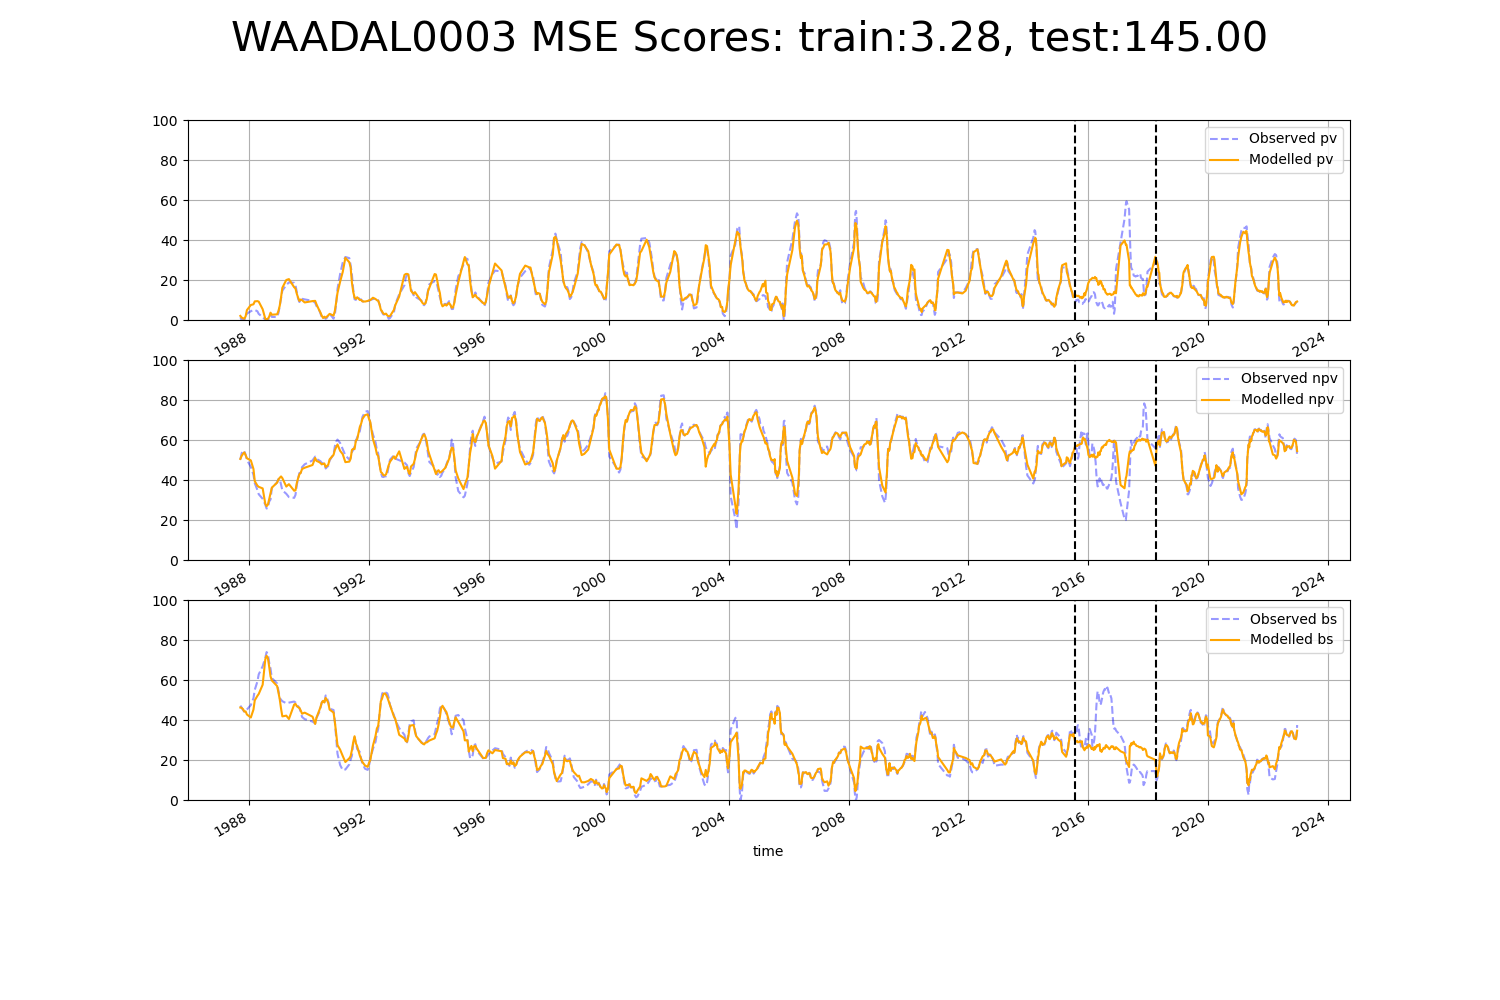 WAADAL0003 MSE Scores: train:3.28, test:145.00
100
80
60
40
20
0
Observed pv
Modelled pv
1988 1992 1996 2000 2004 2008 2012 2016 2020 2024
100
80
60
40
20
0
Observed npv
Modelled npv
1988 1992 1996 2000 2004 2008 2012 2016 2020 2024
100
80
60
40
20
0
Observed bs
Modelled bs
1988 1992 1996 2000 2004 2008 2012 2016 2020 2024
time